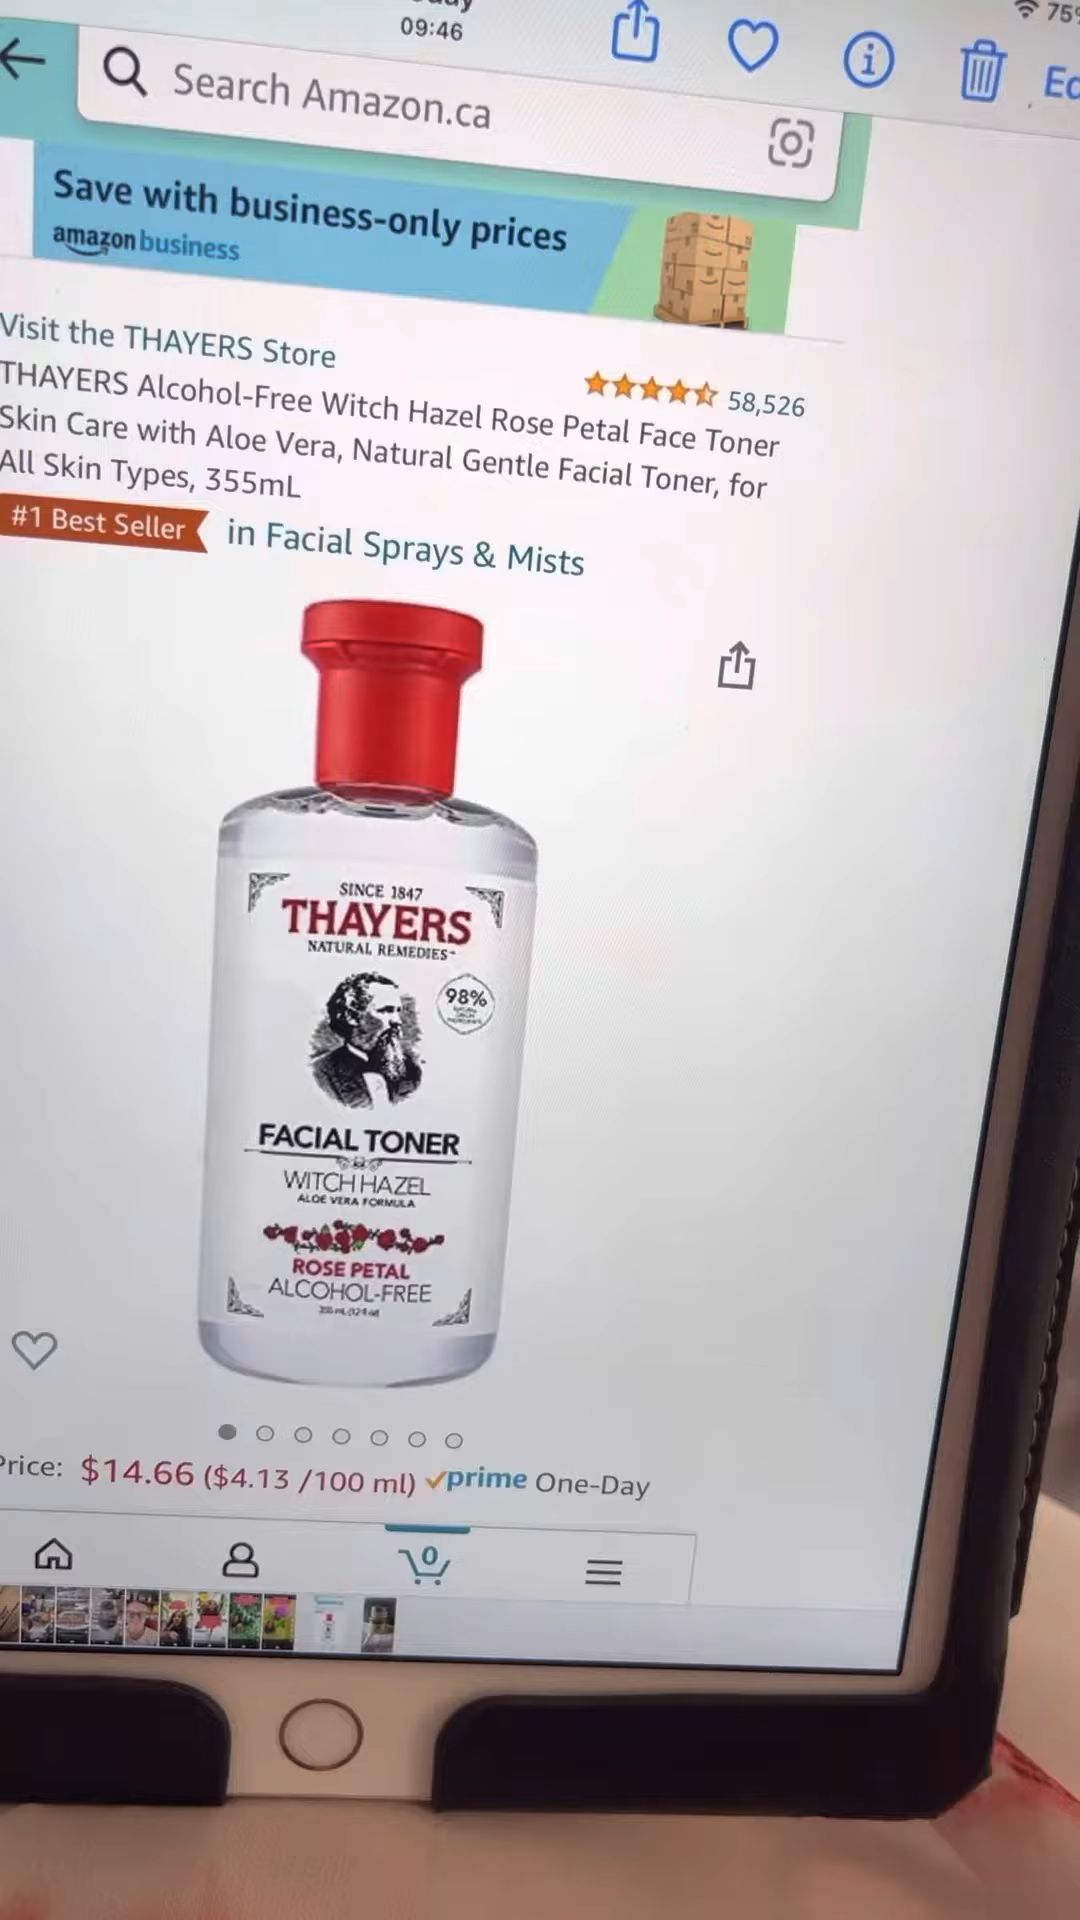 09:46
75%
Search Amazon.ca
Save with business-only prices
amazon business
Visit the THAYERS Store
58,526
THAYERS Alcohol-Free Witch Hazel Rose Petal Face Toner
Skin Care with Aloe Vera, Natural Gentle Facial Toner, for
All Skin Types, 355mL
#1 Best Seller in Facial Sprays & Mists
SINCE 1847
THAYERS
NATURAL REMEDIES
98%
FACIAL TONER
WITCH HAZEL
ALOE VERA FORMULA
ROSE PETAL
ALCOHOL-FREE
Price: $14.66 ($4.13 /100 ml) prime One-Day
0